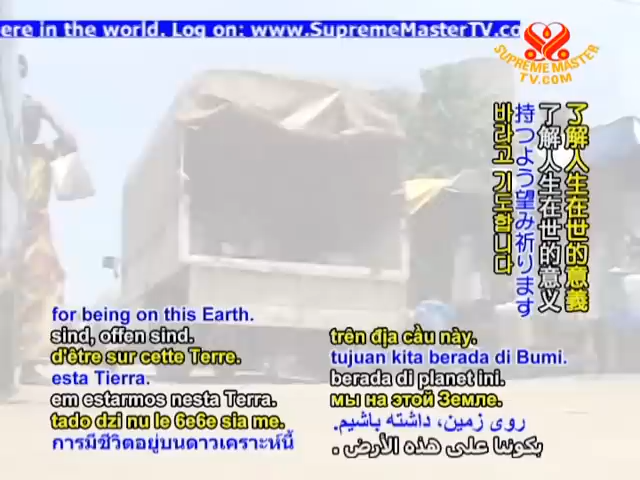 ere in the world. Log on: www.SupremeMasterTV.co
SUPREME MASTER
TV.COM
了解人生在世的意義
了解人生在世的意义
持つよう望み祈ります
바라고 기도합니다
for being on this Earth.
sind, offen sind.
d'être sur cette Terre.
esta Tierra.
em estarmos nesta Terra.
tado dzi nu le 6e6e sia me.
การมีชีวิตอยู่บนดาวเคราะห์นี้
trên địa cầu này.
tujuan kita berada di Bumi.
berada di planet ini.
мы на этой Земле.
روی زمین، داشته باشیم.
بكوننا على هذه الأرض .